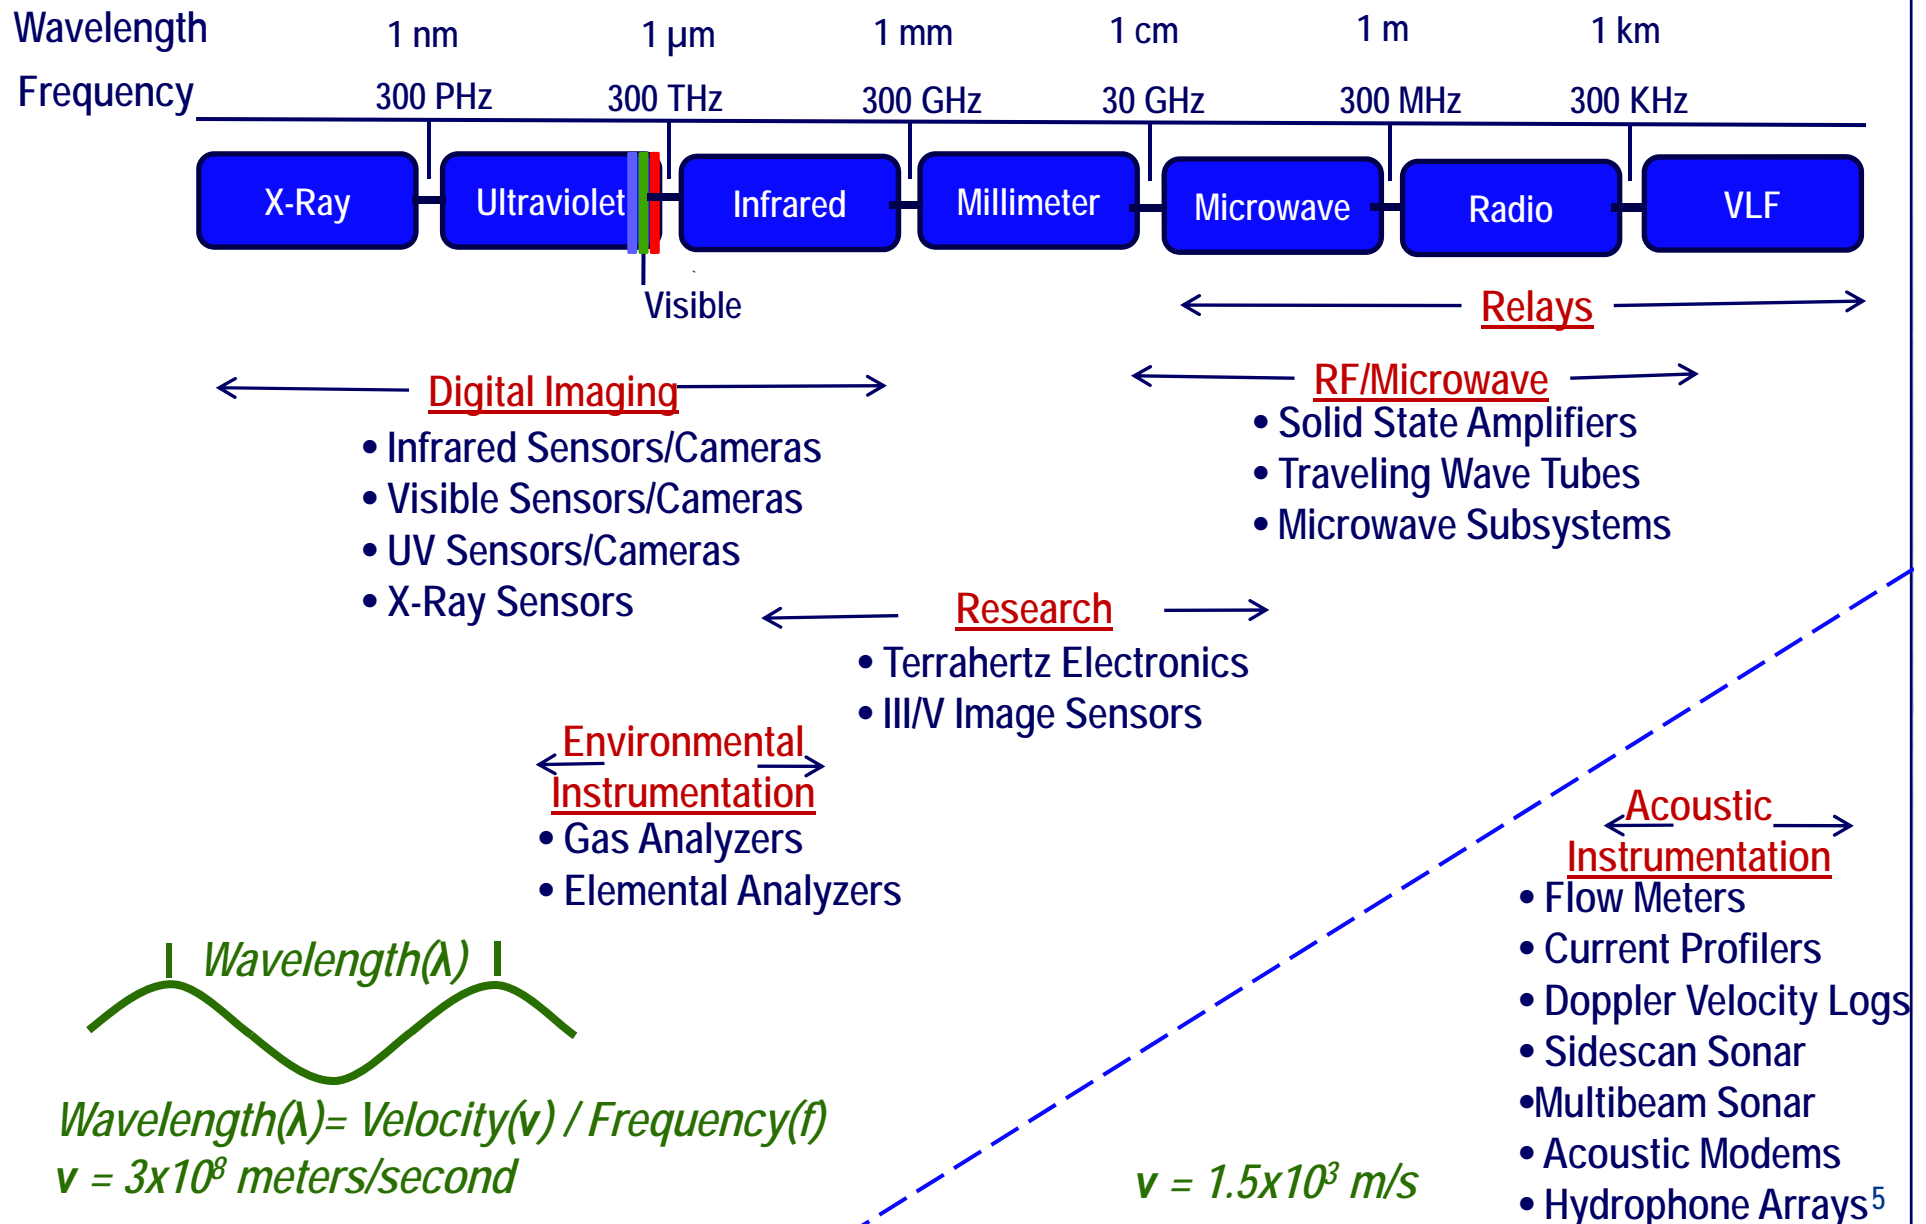 Wavelength 1 nm 1 µm 1 mm 1 cm 1 m 1 km
Frequency 300 PHz 300 THz 300 GHz 30 GHz 300 MHz 300 KHz
X-Ray Ultraviolet Infrared Millimeter Microwave Radio VLF
Visible
Relays
Digital Imaging
• Infrared Sensors/Cameras
• Visible Sensors/Cameras
• UV Sensors/Cameras
• X-Ray Sensors
RF/Microwave
• Solid State Amplifiers
• Traveling Wave Tubes
• Microwave Subsystems
Research
• Terrahertz Electronics
• III/V Image Sensors
Environmental
Instrumentation
• Gas Analyzers
• Elemental Analyzers
Acoustic
Instrumentation
• Flow Meters
• Current Profilers
• Doppler Velocity Logs
• Sidescan Sonar
•Multibeam Sonar
• Acoustic Modems
• Hydrophone Arrays
Wavelength(λ)
Wavelength(λ)= Velocity(v) / Frequency(f)
v = 3x10⁸ meters/second
v = 1.5x10³ m/s
5